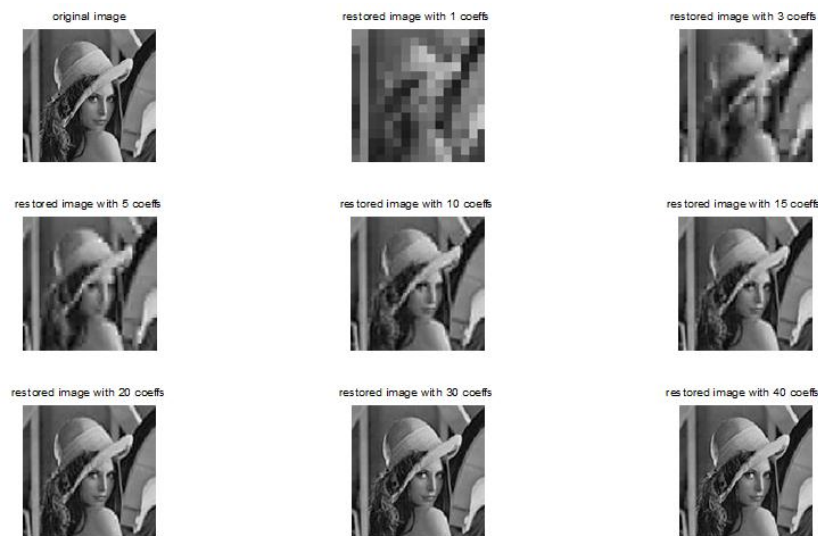 original image
restored image with 1 coeffs
restored image with 3 coeffs
restored image with 5 coeffs
restored image with 10 coeffs
restored image with 15 coeffs
restored image with 20 coeffs
restored image with 30 coeffs
restored image with 40 coeffs